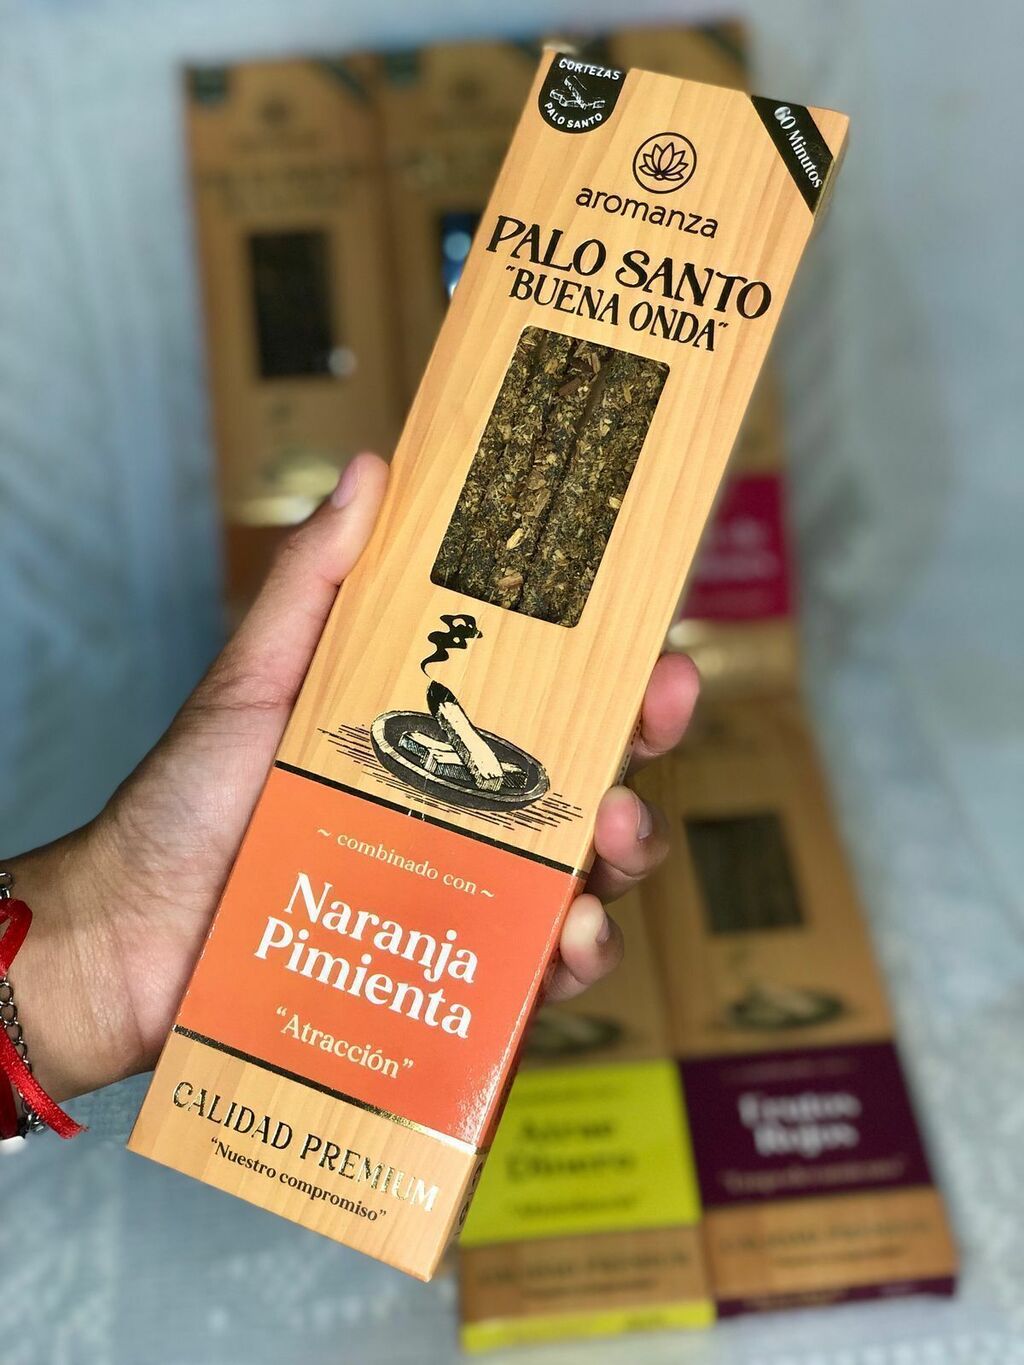 CORTEZAS
PALO SANTO
60 Minutos
aromanza
PALO SANTO
"BUENA ONDA"
~ combinado con ~
Naranja
Pimienta
"Atracción"
CALIDAD PREMIUM
"Nuestro compromiso"
Frutos
Rojos